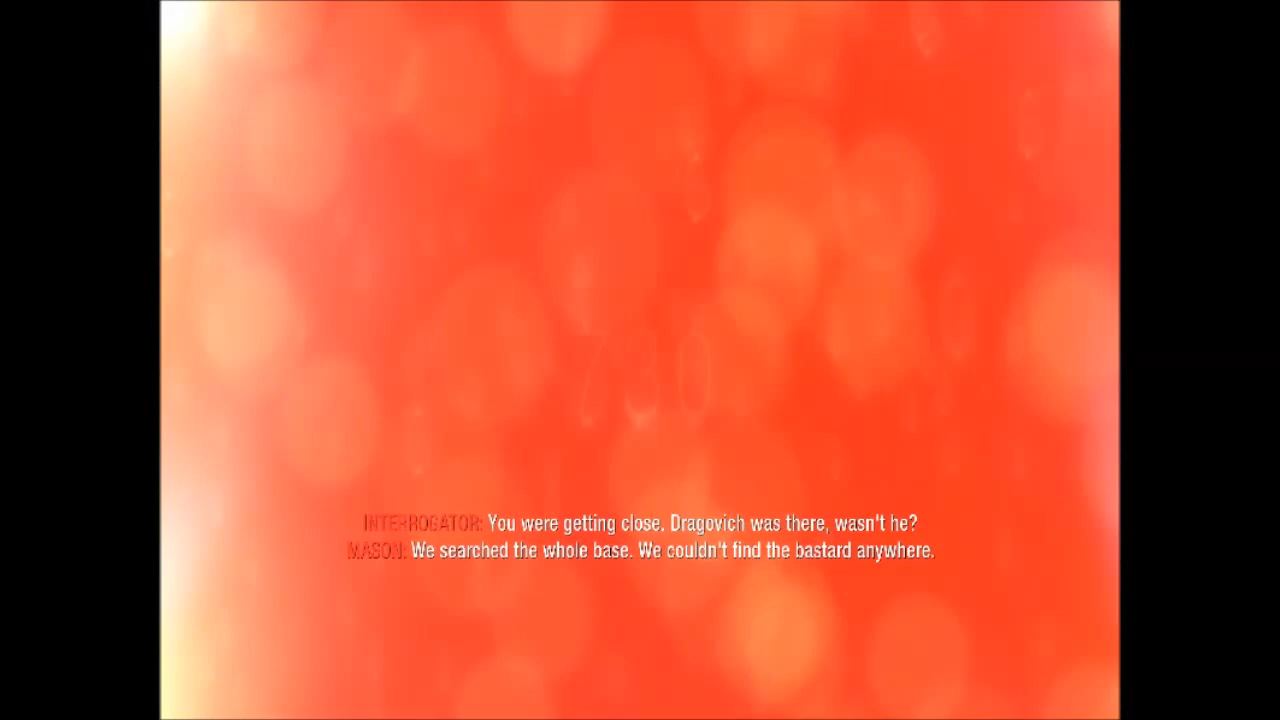 730
INTERROGATOR: You were getting close. Dragovich was there, wasn't he?
MASON: We searched the whole base. We couldn't find the bastard anywhere.